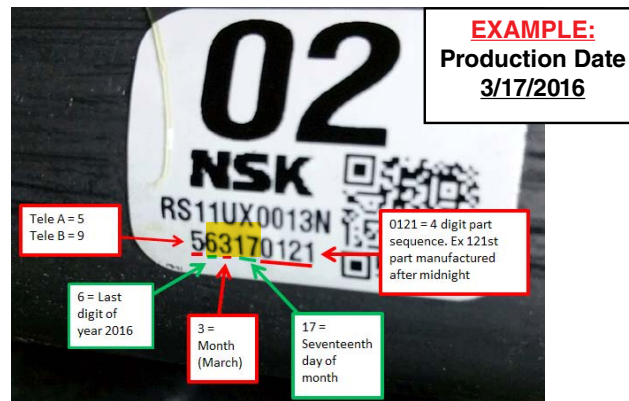 EXAMPLE:
Production Date
3/17/2016
02
NSK
RS11UX0013N
563170121
Tele A = 5
Tele B = 9
0121 = 4 digit part
sequence. Ex 121st
part manufactured
after midnight
6 = Last
digit of
year 2016
3 =
Month
(March)
17 =
Seventeenth
day of
month